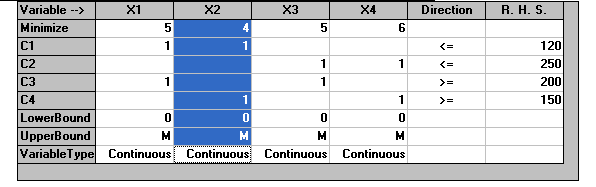 Variable --> X1 X2 X3 X4 Direction R. H. S.
Minimize 5 4 5 6
C1 1 1 <= 120
C2 1 1 <= 250
C3 1 1 >= 200
C4 1 1 >= 150
LowerBound 0 0 0 0
UpperBound M M M M
VariableType Continuous Continuous Continuous Continuous